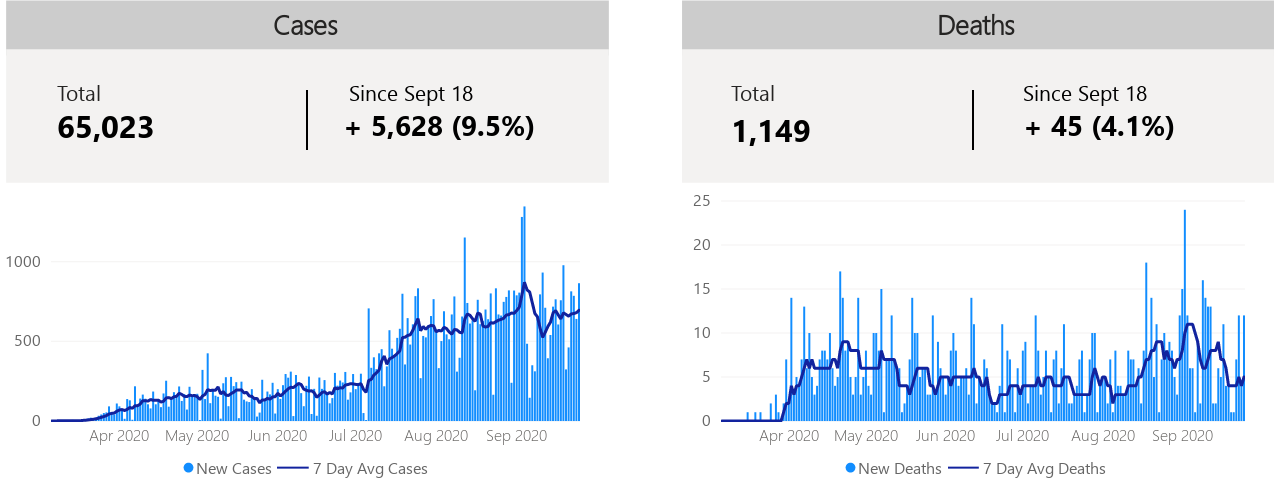 Cases
Total
65,023
Since Sept 18
+ 5,628 (9.5%)
1000
500
0
Apr 2020 May 2020 Jun 2020 Jul 2020 Aug 2020 Sep 2020
New Cases 7 Day Avg Cases
Deaths
Total
1,149
Since Sept 18
+ 45 (4.1%)
25
20
15
10
5
0
Apr 2020 May 2020 Jun 2020 Jul 2020 Aug 2020 Sep 2020
New Deaths 7 Day Avg Deaths